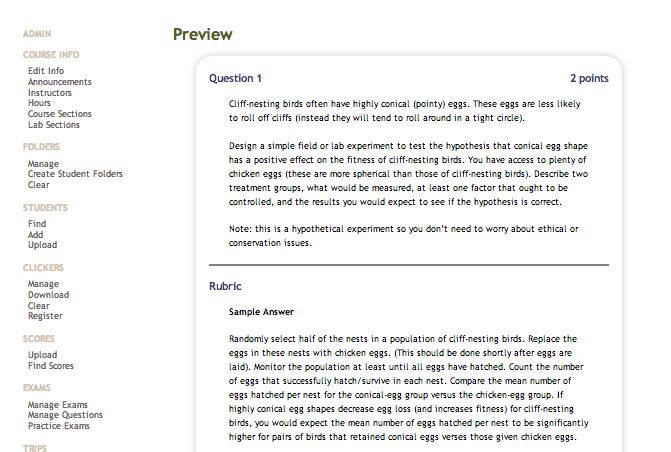 ADMIN
COURSE INFO
Edit Info
Announcements
Instructors
Hours
Course Sections
Lab Sections
FOLDERS
Manage
Create Student Folders
Clear
STUDENTS
Find
Add
Upload
CLICKERS
Manage
Download
Clear
Register
SCORES
Upload
Find Scores
EXAMS
Manage Exams
Manage Questions
Practice Exams
TRIPS
Preview
Question 1 2 points
Cliff-nesting birds often have highly conical (pointy) eggs. These eggs are less likely
to roll off cliffs (instead they will tend to roll around in a tight circle).
Design a simple field or lab experiment to test the hypothesis that conical egg shape
has a positive effect on the fitness of cliff-nesting birds. You have access to plenty of
chicken eggs (these are more spherical than those of cliff-nesting birds). Describe two
treatment groups, what would be measured, at least one factor that ought to be
controlled, and the results you would expect to see if the hypothesis is correct.
Note: this is a hypothetical experiment so you don't need to worry about ethical or
conservation issues.
Rubric
Sample Answer
Randomly select half of the nests in a population of cliff-nesting birds. Replace the
eggs in these nests with chicken eggs. (This should be done shortly after eggs are
laid). Monitor the population at least until all eggs have hatched. Count the number
of eggs that successfully hatch/survive in each nest. Compare the mean number of
eggs hatched per nest for the conical-egg group versus the chicken-egg group. If
highly conical egg shapes decrease egg loss (and increases fitness) for cliff-nesting
birds, you would expect the mean number of eggs hatched per nest to be significantly
higher for pairs of birds that retained conical eggs verses those given chicken eggs.